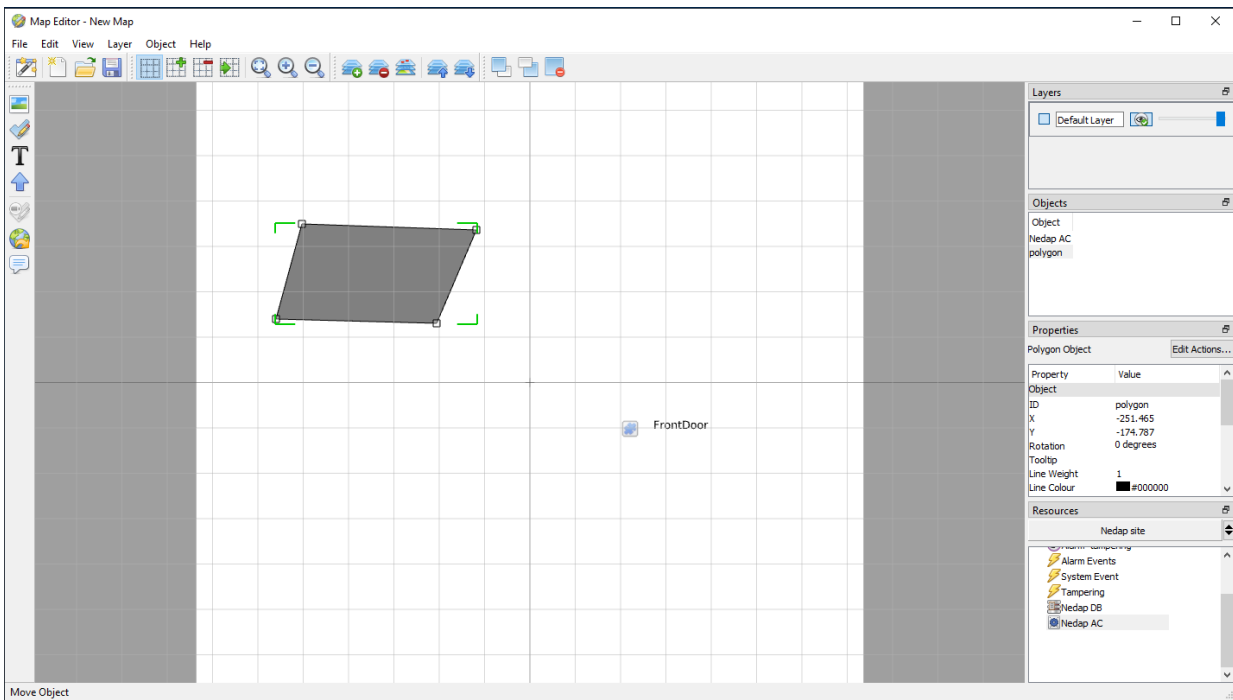 Map Editor - New Map
File Edit View Layer Object Help
T
Layers
Default Layer
Objects
Object
Nedap AC
polygon
Properties
Polygon Object Edit Actions...
Property Value
Object
ID polygon
X -251.465
Y -174.787
Rotation 0 degrees
Tooltip
Line Weight 1
Line Colour #000000
FrontDoor
Resources
Nedap site
Alarm Events
System Event
Tampering
Nedap DB
Nedap AC
Move Object